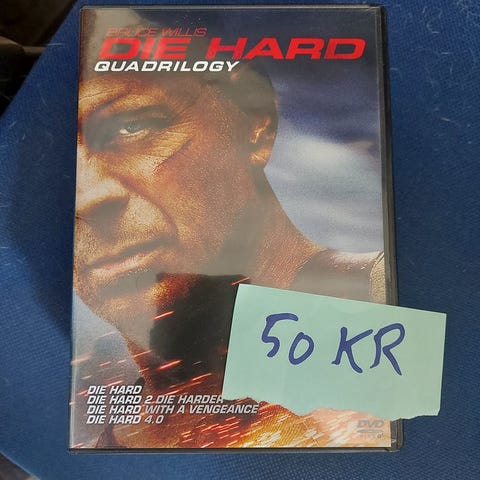 BRUCE WILLIS
DIE HARD
QUADRILOGY
50 KR
DIE HARD
DIE HARD 2 DIE HARDER
DIE HARD WITH A VENGEANCE
DIE HARD 4.0
DVD